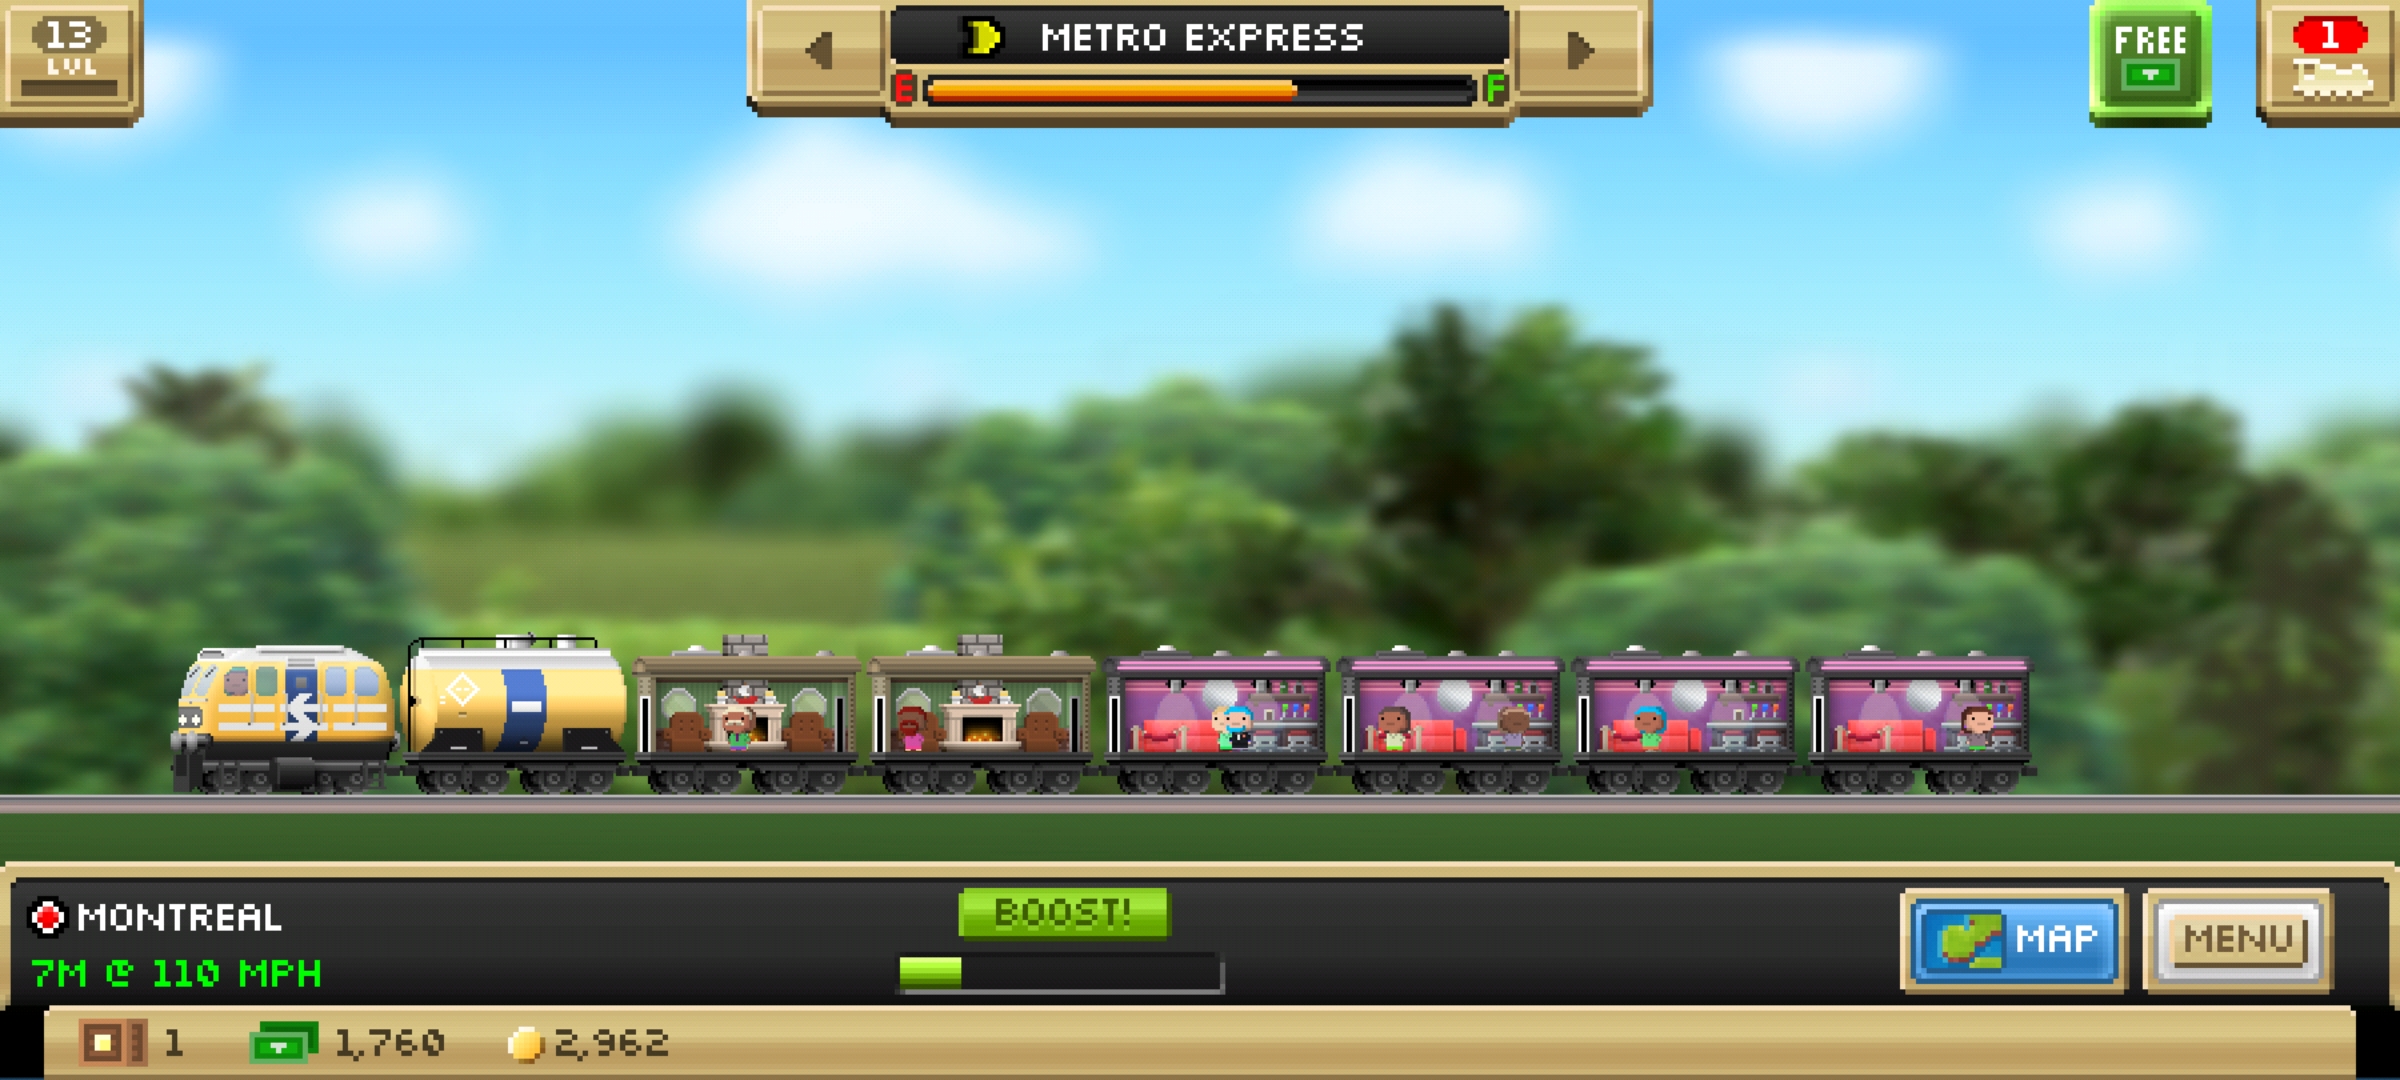 13
LVL
METRO EXPRESS
E
F
FREE
1
MONTREAL
7M @ 110 MPH
BOOST!
MAP
MENU
1
1,760
2,962